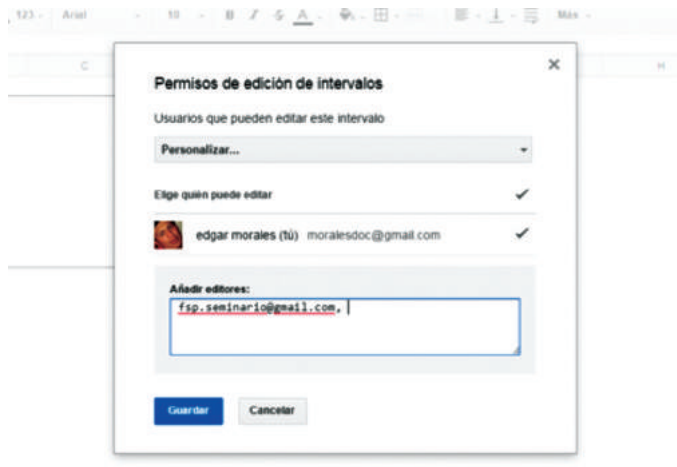 123 Arial 10 B I S A Más
C H
Permisos de edición de intervalos
Usuarios que pueden editar este intervalo
Personalizar...
Elige quién puede editar
edgar morales (tú) moralesdoc@gmail.com
Añadir editores:
fsp.seminario@gmail.com,
Guardar Cancelar